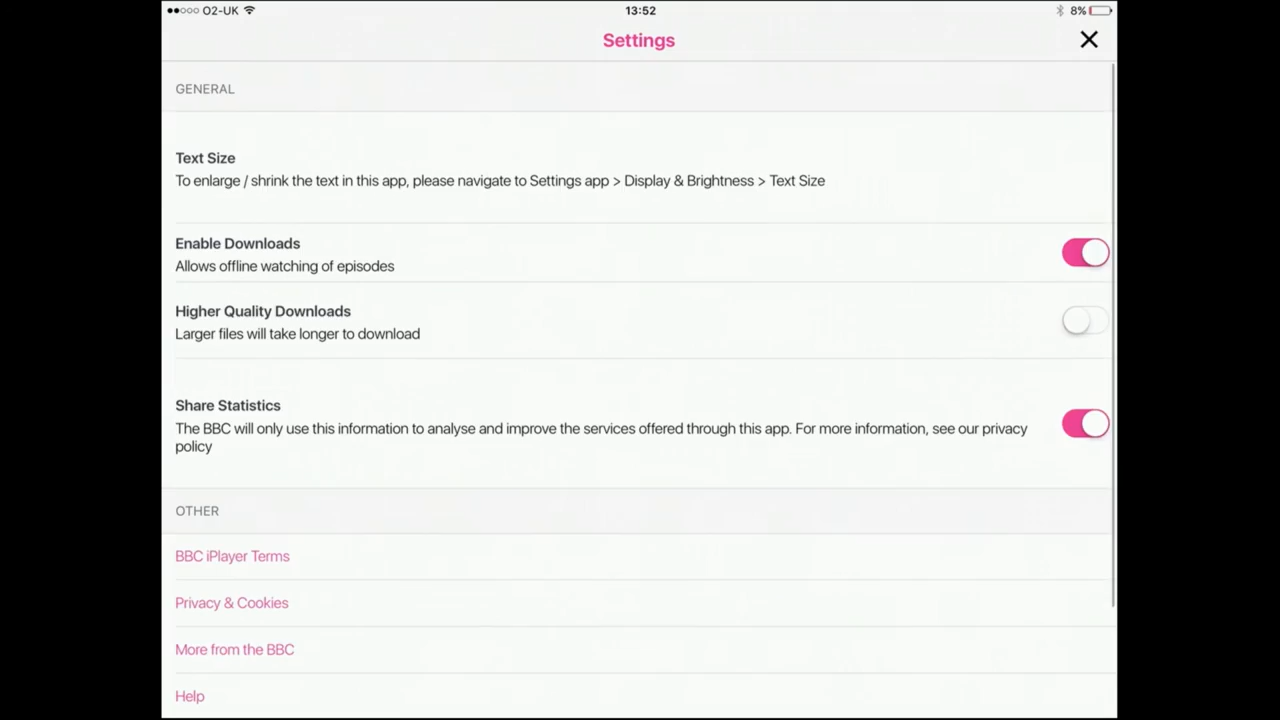 O2-UK 13:52 8%
Settings
GENERAL
Text Size
To enlarge / shrink the text in this app, please navigate to Settings app > Display & Brightness > Text Size
Enable Downloads
Allows offline watching of episodes
Higher Quality Downloads
Larger files will take longer to download
Share Statistics
The BBC will only use this information to analyse and improve the services offered through this app. For more information, see our privacy
policy
OTHER
BBC iPlayer Terms
Privacy & Cookies
More from the BBC
Help